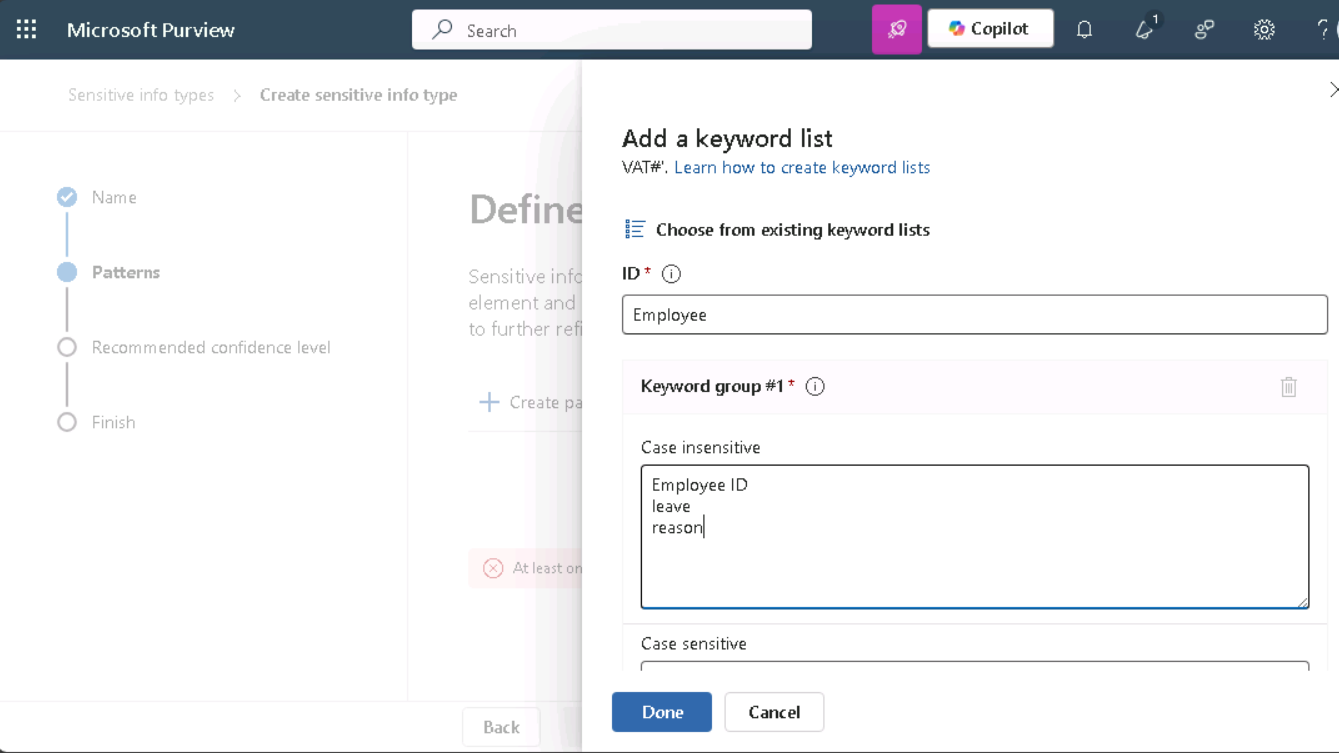 Microsoft Purview
Search
Copilot
1
Sensitive info types > Create sensitive info type
Name
Patterns
Recommended confidence level
Finish
Define
Sensitive info
element and
to further refi
+ Create pa
At least on
Back
Add a keyword list
VAT#'. Learn how to create keyword lists
Choose from existing keyword lists
ID *
Employee
Keyword group #1 *
Case insensitive
Employee ID
leave
reason
Case sensitive
Done
Cancel